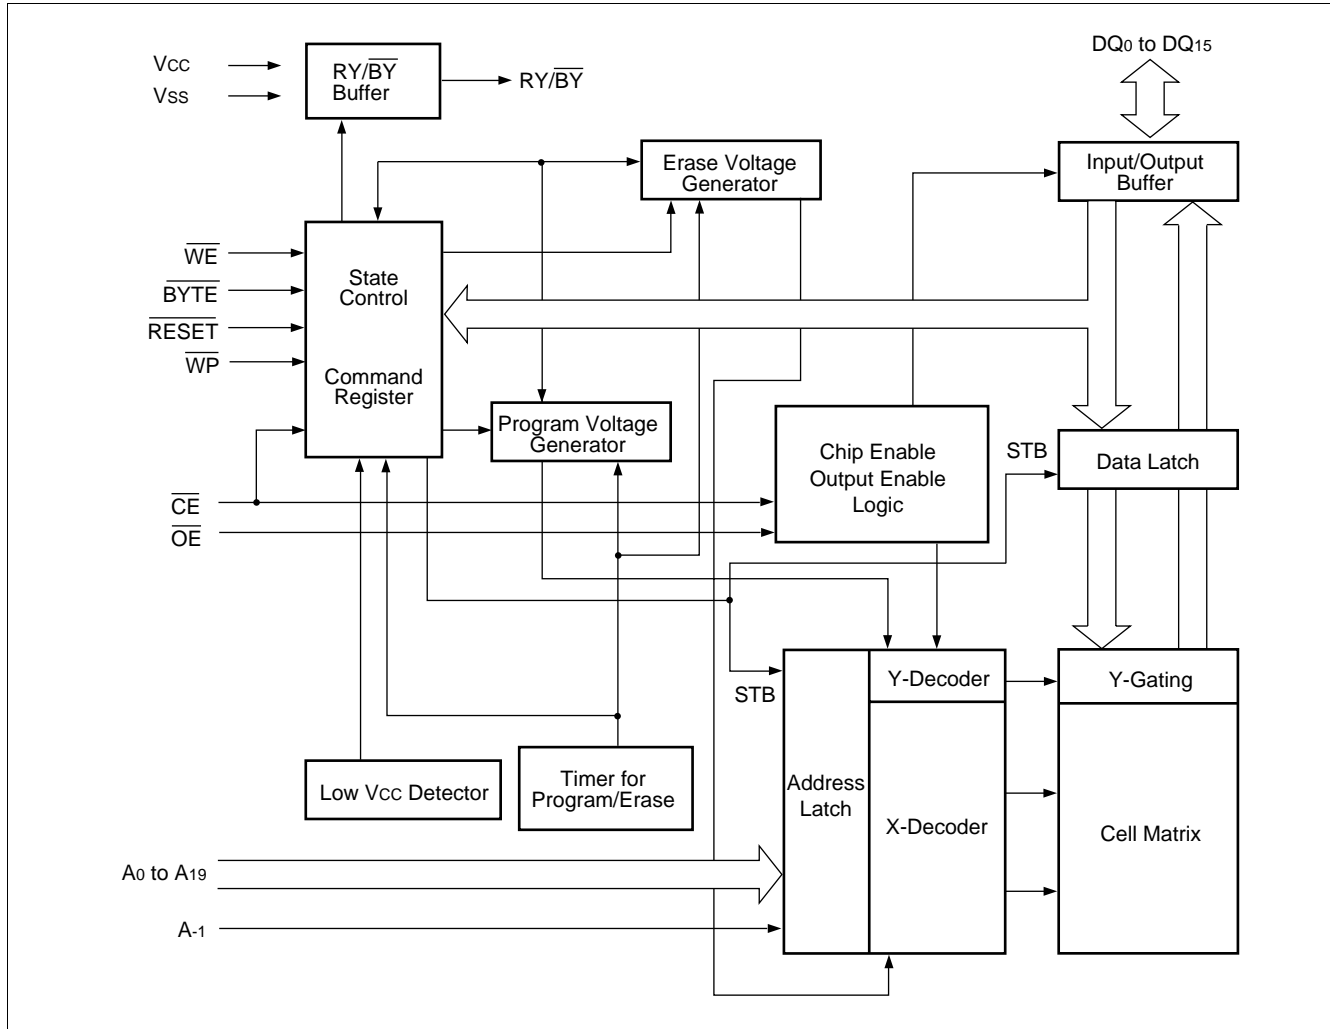 VCC
VSS
RY/BY
Buffer
RY/BY
DQ0 to DQ15
Erase Voltage
Generator
Input/Output
Buffer
WE
BYTE
RESET
WP
State
Control
Command
Register
Program Voltage
Generator
Chip Enable
Output Enable
Logic
STB
Data Latch
CE
OE
STB
Y-Decoder
Y-Gating
Low VCC Detector
Timer for
Program/Erase
Address
Latch
X-Decoder
Cell Matrix
A0 to A19
A-1